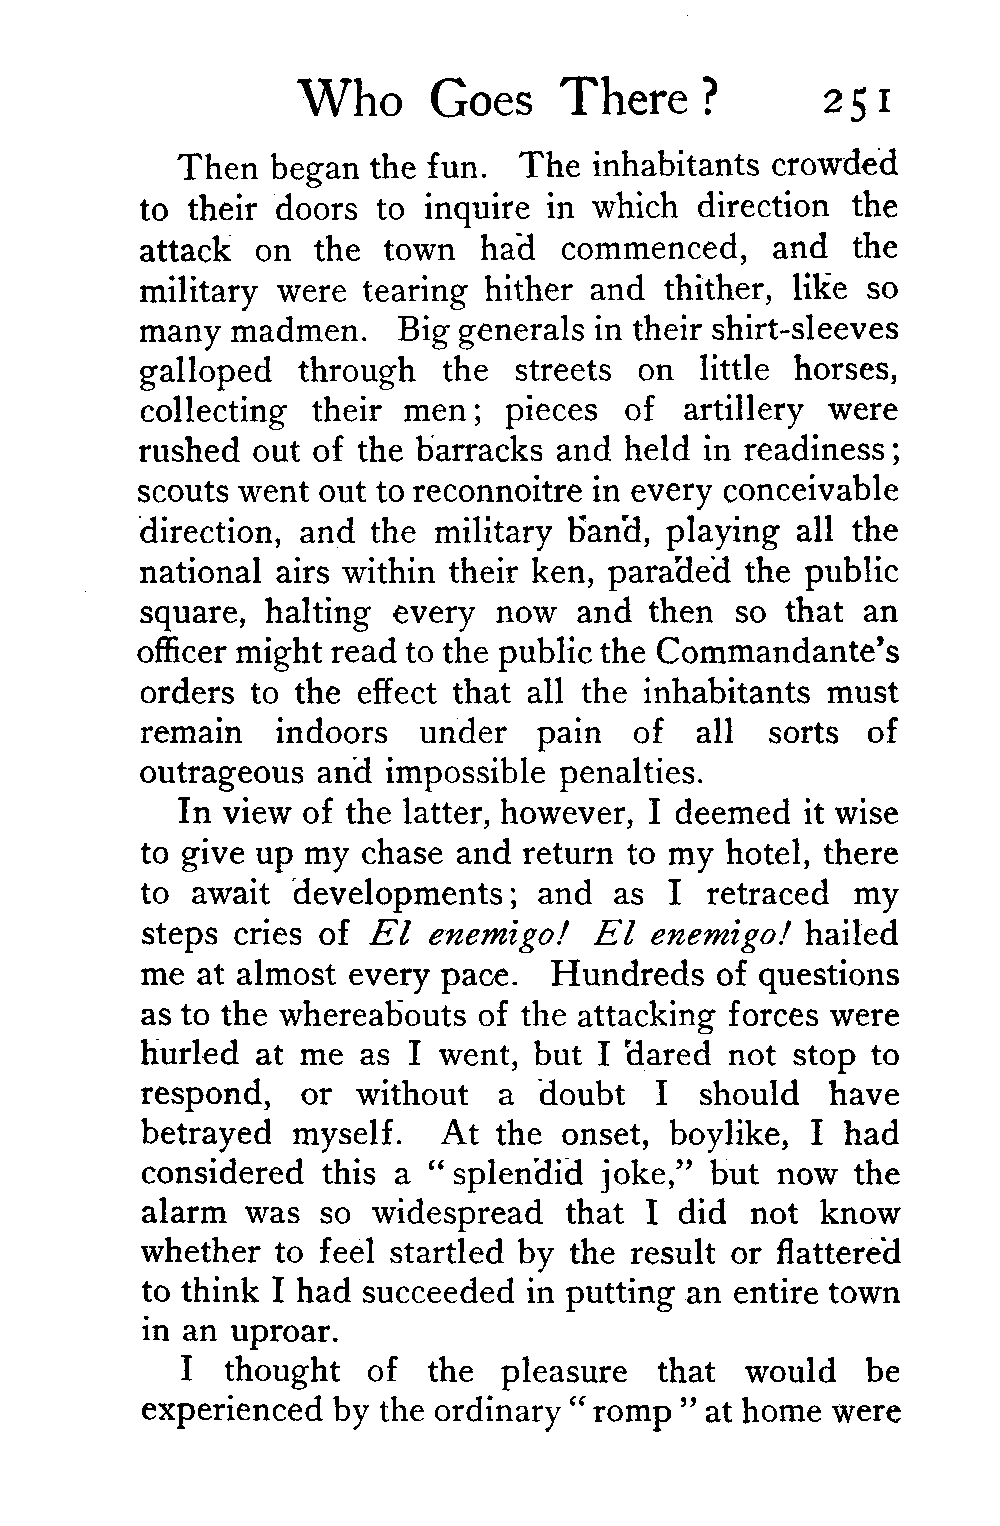 Who Goes There ? 251
Then began the fun. The inhabitants crowded
to their doors to inquire in which direction the
attack on the town had commenced, and the
military were tearing hither and thither, like so
many madmen. Big generals in their shirt-sleeves
galloped through the streets on little horses,
collecting their men; pieces of artillery were
rushed out of the barracks and held in readiness;
scouts went out to reconnoitre in every conceivable
direction, and the military band, playing all the
national airs within their ken, paraded the public
square, halting every now and then so that an
officer might read to the public the Commandante's
orders to the effect that all the inhabitants must
remain indoors under pain of all sorts of
outrageous and impossible penalties.
In view of the latter, however, I deemed it wise
to give up my chase and return to my hotel, there
to await developments; and as I retraced my
steps cries of El enemigo! El enemigo! hailed
me at almost every pace. Hundreds of questions
as to the whereabouts of the attacking forces were
hurled at me as I went, but I dared not stop to
respond, or without a doubt I should have
betrayed myself. At the onset, boylike, I had
considered this a “ splendid joke,” but now the
alarm was so widespread that I did not know
whether to feel startled by the result or flattered
to think I had succeeded in putting an entire town
in an uproar.
I thought of the pleasure that would be
experienced by the ordinary “ romp ” at home were